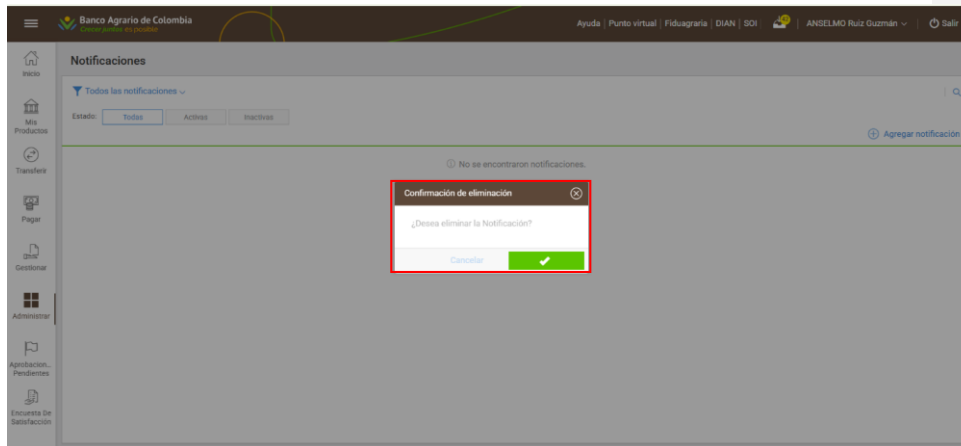 Banco Agrario de Colombia
Crecer juntos es posible
Ayuda | Punto virtual | Fiduagraria | DIAN | SOI | ANSELMO Ruiz Guzmán Salir
Inicio
Mis
Productos
Transferir
Pagar
Gestionar
Administrar
Aprobacion...
Pendientes
Encuesta De
Satisfacción
Notificaciones
Todos las notificaciones
Estado: Todas Activas Inactivas
Agregar notificación
No se encontraron notificaciones.
Confirmación de eliminación
¿Desea eliminar la Notificación?
Cancelar